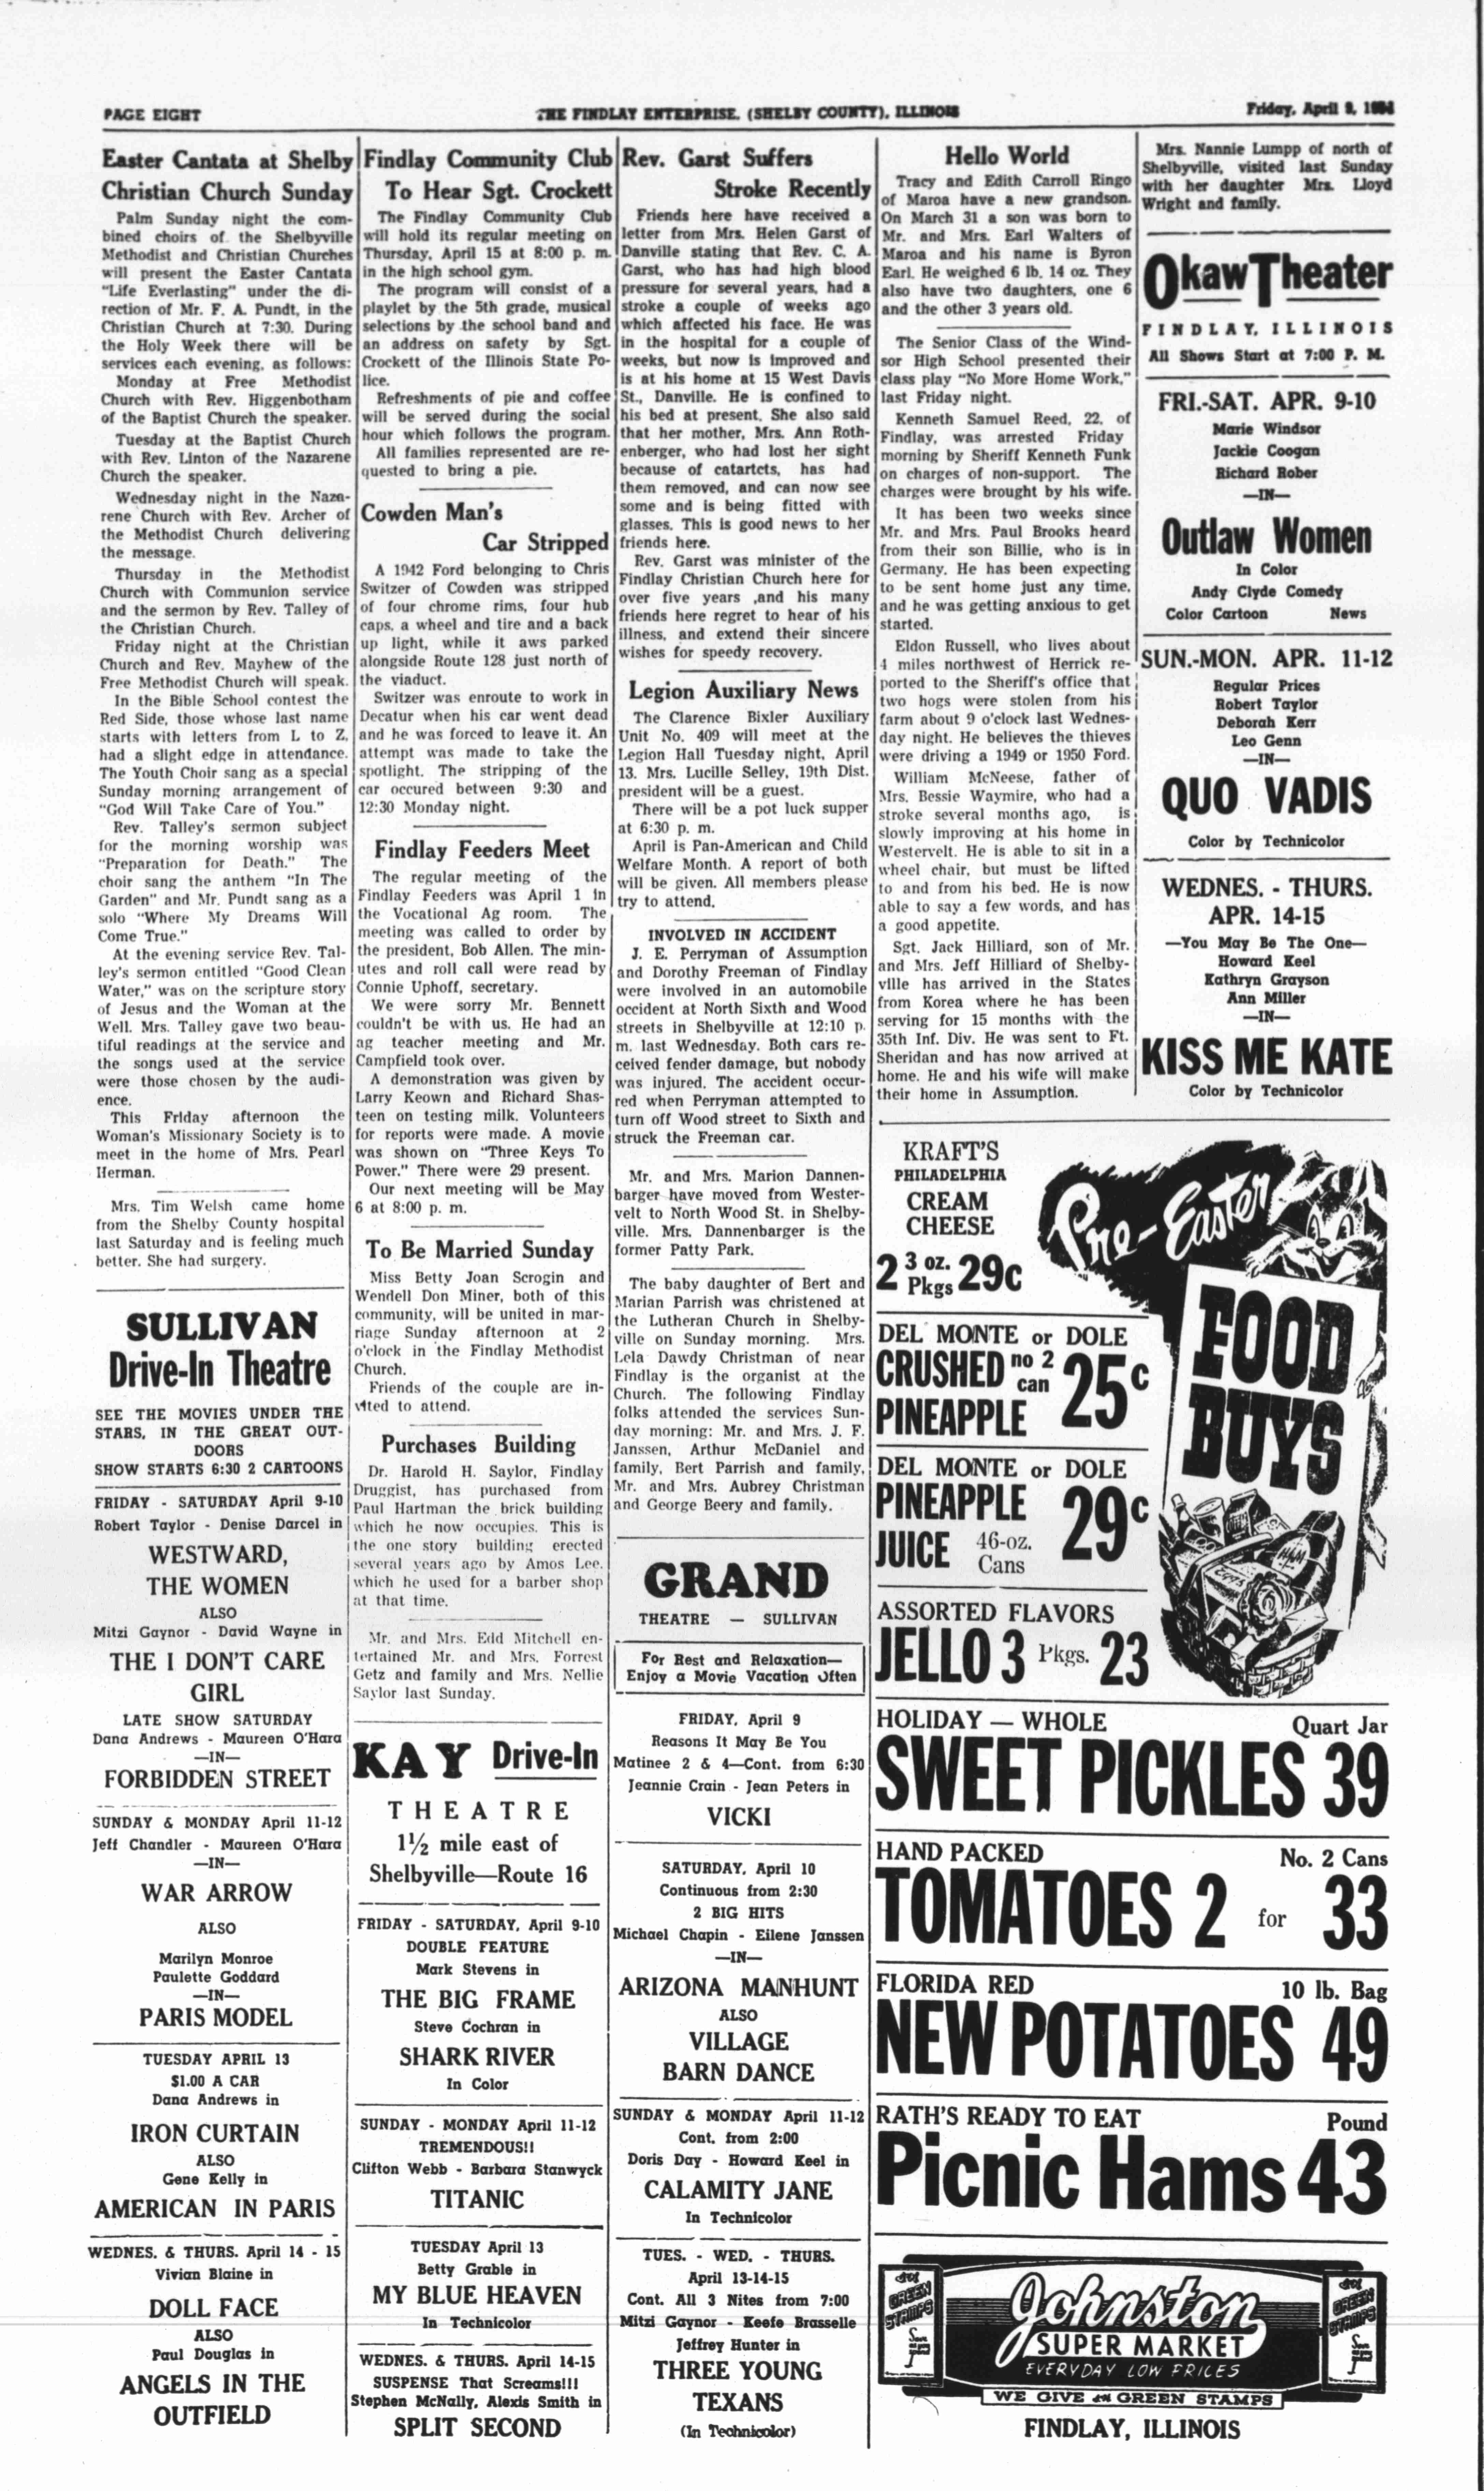 PAGE EIGHT
THE FINDLAY ENTERPRISE, (SHELBY COUNTY), ILLINOIS
Friday, April 9, 1954
Easter Cantata at Shelby
Christian Church Sunday
Palm Sunday night the com-
bined choirs of the Shelbyville
Methodist and Christian Churches
will present the Easter Cantata
"Life Everlasting" under the di-
rection of Mr. F. A. Pundt, in the
Christian Church at 7:30. During
the Holy Week there will be
services each evening, as follows:
Monday at Free Methodist
Church with Rev. Higgenbotham
of the Baptist Church the speaker.
Tuesday at the Baptist Church
with Rev. Linton of the Nazarene
Church the speaker.
Wednesday night in the Naza-
rene Church with Rev. Archer of
the Methodist Church delivering
the message.
Thursday in the Methodist
Church with Communion service
and the sermon by Rev. Talley of
the Christian Church.
Friday night at the Christian
Church and Rev. Mayhew of the
Free Methodist Church will speak.
In the Bible School contest the
Red Side, those whose last name
starts with letters from L to Z,
had a slight edge in attendance.
The Youth Choir sang as a special
Sunday morning arrangement of
"God Will Take Care of You."
Rev. Talley's sermon subject
for the morning worship was
"Preparation for Death." The
choir sang the anthem "In The
Garden" and Mr. Pundt sang as a
solo "Where My Dreams Will
Come True."
At the evening service Rev. Tal-
ley's sermon entitled "Good Clean
Water," was on the scripture story
of Jesus and the Woman at the
Well. Mrs. Talley gave two beau-
tiful readings at the service and
the songs used at the service
were those chosen by the audi-
ence.
This Friday afternoon the
Woman's Missionary Society is to
meet in the home of Mrs. Pearl
Herman.
Mrs. Tim Welsh came home
from the Shelby County hospital
last Saturday and is feeling much
better. She had surgery.
SULLIVAN
Drive-In Theatre
SEE THE MOVIES UNDER THE
STARS, IN THE GREAT OUT-
DOORS
SHOW STARTS 6:30 2 CARTOONS
FRIDAY - SATURDAY April 9-10
Robert Taylor - Denise Darcel in
WESTWARD,
THE WOMEN
ALSO
Mitzi Gaynor - David Wayne in
THE I DON'T CARE
GIRL
LATE SHOW SATURDAY
Dana Andrews - Maureen O'Hara
—IN—
FORBIDDEN STREET
SUNDAY & MONDAY April 11-12
Jeff Chandler - Maureen O'Hara
—IN—
WAR ARROW
ALSO
Marilyn Monroe
Paulette Goddard
—IN—
PARIS MODEL
TUESDAY APRIL 13
$1.00 A CAR
Dana Andrews in
IRON CURTAIN
ALSO
Gene Kelly in
AMERICAN IN PARIS
WEDNES. & THURS. April 14 - 15
Vivian Blaine in
DOLL FACE
ALSO
Paul Douglas in
ANGELS IN THE
OUTFIELD
Findlay Community Club
To Hear Sgt. Crockett
The Findlay Community Club
will hold its regular meeting on
Thursday, April 15 at 8:00 p. m.
in the high school gym.
The program will consist of a
playlet by the 5th grade, musical
selections by the school band and
an address on safety by Sgt.
Crockett of the Illinois State Po-
lice.
Refreshments of pie and coffee
will be served during the social
hour which follows the program.
All families represented are re-
quested to bring a pie.
Cowden Man's
Car Stripped
A 1942 Ford belonging to Chris
Switzer of Cowden was stripped
of four chrome rims, four hub
caps, a wheel and tire and a back
up light, while it aws parked
alongside Route 128 just north of
the viaduct.
Switzer was enroute to work in
Decatur when his car went dead
and he was forced to leave it. An
attempt was made to take the
spotlight. The stripping of the
car occured between 9:30 and
12:30 Monday night.
Findlay Feeders Meet
The regular meeting of the
Findlay Feeders was April 1 in
the Vocational Ag room. The
meeting was called to order by
the president, Bob Allen. The min-
utes and roll call were read by
Connie Uphoff, secretary.
We were sorry Mr. Bennett
couldn't be with us. He had an
ag teacher meeting and Mr.
Campfield took over.
A demonstration was given by
Larry Keown and Richard Shas-
teen on testing milk. Volunteers
for reports were made. A movie
was shown on "Three Keys To
Power." There were 29 present.
Our next meeting will be May
6 at 8:00 p. m.
To Be Married Sunday
Miss Betty Joan Scrogin and
Wendell Don Miner, both of this
community, will be united in mar-
riage Sunday afternoon at 2
o'clock in the Findlay Methodist
Church.
Friends of the couple are in-
vited to attend.
Purchases Building
Dr. Harold H. Saylor, Findlay
Druggist, has purchased from
Paul Hartman the brick building
which he now occupies. This is
the one story building erected
several years ago by Amos Lee,
which he used for a barber shop
at that time.
Mr. and Mrs. Edd Mitchell en-
tertained Mr. and Mrs. Forrest
Getz and family and Mrs. Nellie
Saylor last Sunday.
KAY Drive-In
THEATRE
1½ mile east of
Shelbyville—Route 16
FRIDAY - SATURDAY, April 9-10
DOUBLE FEATURE
Mark Stevens in
THE BIG FRAME
Steve Cochran in
SHARK RIVER
In Color
SUNDAY - MONDAY April 11-12
TREMENDOUS!!
Clifton Webb - Barbara Stanwyck
TITANIC
TUESDAY April 13
Betty Grable in
MY BLUE HEAVEN
In Technicolor
WEDNES. & THURS. April 14-15
SUSPENSE That Screams!!!
Stephen McNally, Alexis Smith in
SPLIT SECOND
Rev. Garst Suffers
Stroke Recently
Friends here have received a
letter from Mrs. Helen Garst of
Danville stating that Rev. C. A.
Garst, who has had high blood
pressure for several years, had a
stroke a couple of weeks ago
which affected his face. He was
in the hospital for a couple of
weeks, but now is improved and
is at his home at 15 West Davis
St., Danville. He is confined to
his bed at present. She also said
that her mother, Mrs. Ann Roth-
enberger, who had lost her sight
because of catartcts, has had
them removed, and can now see
some and is being fitted with
glasses. This is good news to her
friends here.
Rev. Garst was minister of the
Findlay Christian Church here for
over five years ,and his many
friends here regret to hear of his
illness, and extend their sincere
wishes for speedy recovery.
Legion Auxiliary News
The Clarence Bixler Auxiliary
Unit No. 409 will meet at the
Legion Hall Tuesday night, April
13. Mrs. Lucille Selley, 19th Dist.
president will be a guest.
There will be a pot luck supper
at 6:30 p. m.
April is Pan-American and Child
Welfare Month. A report of both
will be given. All members please
try to attend.
INVOLVED IN ACCIDENT
J. E. Perryman of Assumption
and Dorothy Freeman of Findlay
were involved in an automobile
occident at North Sixth and Wood
streets in Shelbyville at 12:10 p.
m. last Wednesday. Both cars re-
ceived fender damage, but nobody
was injured. The accident occur-
red when Perryman attempted to
turn off Wood street to Sixth and
struck the Freeman car.
Mr. and Mrs. Marion Dannen-
barger have moved from Wester-
velt to North Wood St. in Shelby-
ville. Mrs. Dannenbarger is the
former Patty Park.
The baby daughter of Bert and
Marian Parrish was christened at
the Lutheran Church in Shelby-
ville on Sunday morning. Mrs.
Lela Dawdy Christman of near
Findlay is the organist at the
Church. The following Findlay
folks attended the services Sun-
day morning: Mr. and Mrs. J. F.
Janssen, Arthur McDaniel and
family, Bert Parrish and family,
Mr. and Mrs. Aubrey Christman
and George Beery and family.
GRAND
THEATRE — SULLIVAN
For Rest and Relaxation—
Enjoy a Movie Vacation Often
FRIDAY, April 9
Reasons It May Be You
Matinee 2 & 4—Cont. from 6:30
Jeannie Crain - Jean Peters in
VICKI
SATURDAY, April 10
Continuous from 2:30
2 BIG HITS
Michael Chapin - Eilene Janssen
—IN—
ARIZONA MANHUNT
ALSO
VILLAGE
BARN DANCE
SUNDAY & MONDAY April 11-12
Cont. from 2:00
Doris Day - Howard Keel in
CALAMITY JANE
In Technicolor
TUES. - WED. - THURS.
April 13-14-15
Cont. All 3 Nites from 7:00
Mitzi Gaynor - Keefe Brasselle
Jeffrey Hunter in
THREE YOUNG
TEXANS
(In Technicolor)
Hello World
Tracy and Edith Carroll Ringo
of Maroa have a new grandson.
On March 31 a son was born to
Mr. and Mrs. Earl Walters of
Maroa and his name is Byron
Earl. He weighed 6 lb. 14 oz. They
also have two daughters, one 6
and the other 3 years old.
The Senior Class of the Wind-
sor High School presented their
class play "No More Home Work,"
last Friday night.
Kenneth Samuel Reed, 22, of
Findlay, was arrested Friday
morning by Sheriff Kenneth Funk
on charges of non-support. The
charges were brought by his wife.
It has been two weeks since
Mr. and Mrs. Paul Brooks heard
from their son Billie, who is in
Germany. He has been expecting
to be sent home just any time,
and he was getting anxious to get
started.
Eldon Russell, who lives about
4 miles northwest of Herrick re-
ported to the Sheriff's office that
two hogs were stolen from his
farm about 9 o'clock last Wednes-
day night. He believes the thieves
were driving a 1949 or 1950 Ford.
William McNeese, father of
Mrs. Bessie Waymire, who had a
stroke several months ago, is
slowly improving at his home in
Westervelt. He is able to sit in a
wheel chair, but must be lifted
to and from his bed. He is now
able to say a few words, and has
a good appetite.
Sgt. Jack Hilliard, son of Mr.
and Mrs. Jeff Hilliard of Shelby-
ville has arrived in the States
from Korea where he has been
serving for 15 months with the
35th Inf. Div. He was sent to Ft.
Sheridan and has now arrived at
home. He and his wife will make
their home in Assumption.
Mrs. Nannie Lumpp of north of
Shelbyville, visited last Sunday
with her daughter Mrs. Lloyd
Wright and family.
Okaw Theater
FINDLAY, ILLINOIS
All Shows Start at 7:00 P. M.
FRI.-SAT. APR. 9-10
Marie Windsor
Jackie Coogan
Richard Rober
—IN—
Outlaw Women
In Color
Andy Clyde Comedy
Color Cartoon News
SUN.-MON. APR. 11-12
Regular Prices
Robert Taylor
Deborah Kerr
Leo Genn
—IN—
QUO VADIS
Color by Technicolor
WEDNES. - THURS.
APR. 14-15
—You May Be The One—
Howard Keel
Kathryn Grayson
Ann Miller
—IN—
KISS ME KATE
Color by Technicolor
KRAFT'S
PHILADELPHIA
CREAM
CHEESE
2 3 oz. Pkgs 29c
Pre-Easter
FOOD
BUYS
HAM
DEL MONTE or DOLE
CRUSHED no 2 can 25c
PINEAPPLE
DEL MONTE or DOLE
PINEAPPLE 29c
JUICE 46-oz. Cans
ASSORTED FLAVORS
JELLO 3 Pkgs. 23
HOLIDAY — WHOLE Quart Jar
SWEET PICKLES 39
HAND PACKED No. 2 Cans
TOMATOES 2 for 33
FLORIDA RED 10 lb. Bag
NEW POTATOES 49
RATH'S READY TO EAT Pound
Picnic Hams 43
GREEN STAMPS
Johnston
SUPER MARKET
EVERYDAY LOW PRICES
GREEN STAMPS
WE GIVE S&H GREEN STAMPS
FINDLAY, ILLINOIS